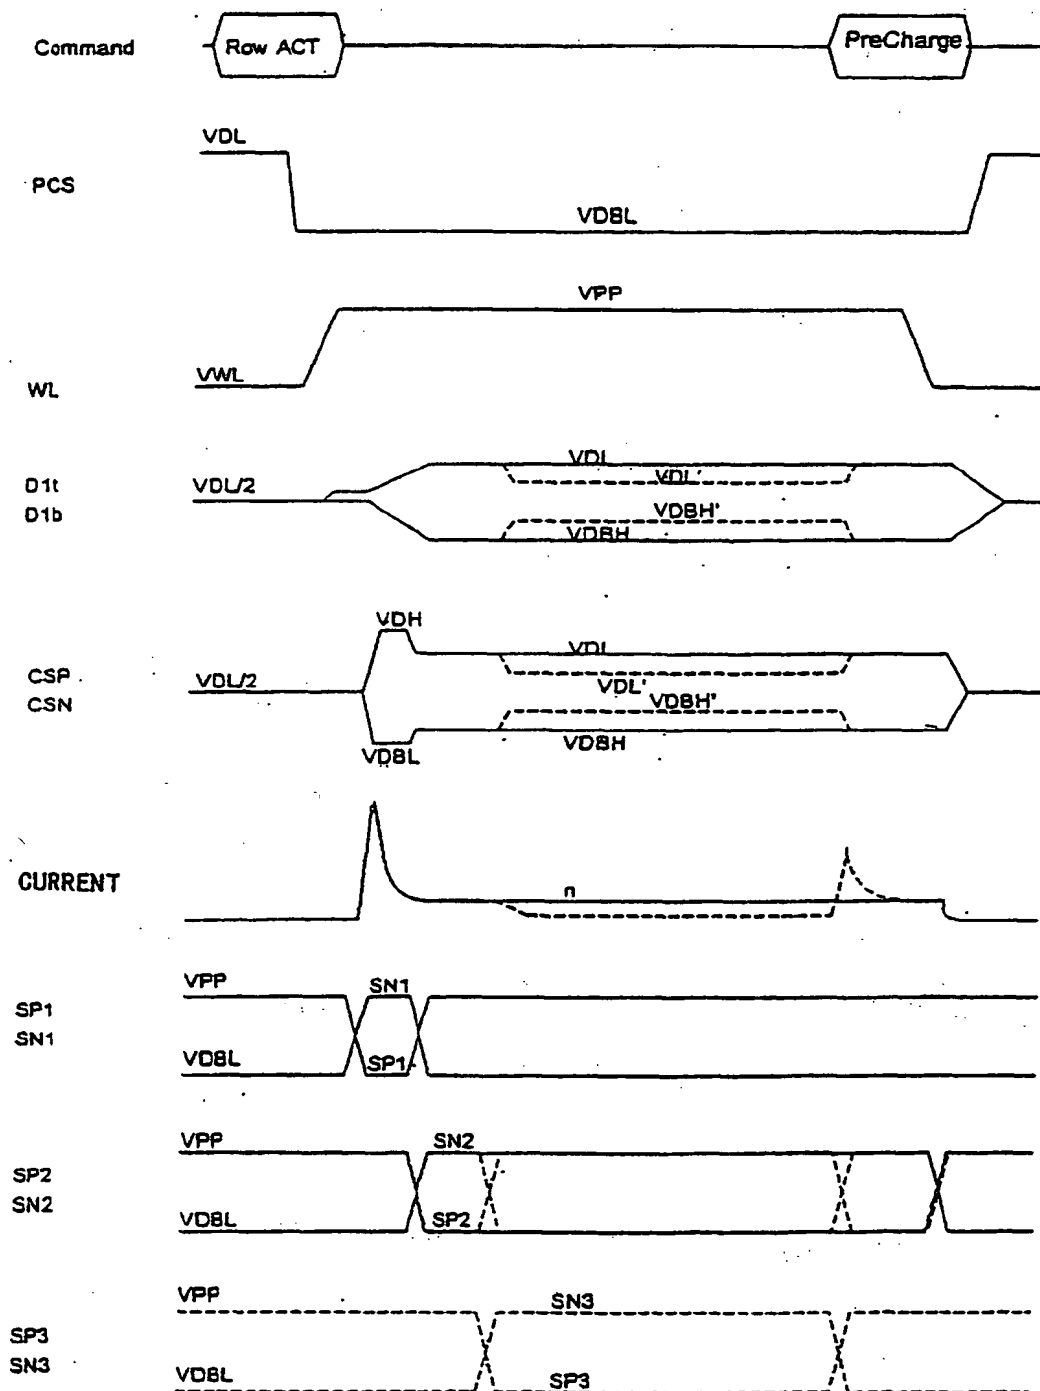 Command
Row ACT
PreCharge
VDL
PCS
VDBL
VPP
VWL
WL
VDL
VDL'
D1t
VDL/2
D1b
VDBH'
VDBH
VDH
VDL
CSP
VDL/2
VDL'
CSN
VDBH'
VDBL
VDBH
CURRENT
n
VPP
SN1
SP1
SN1
VDBL
SP1
VPP
SN2
SP2
SN2
VDBL
SP2
VPP
SN3
SP3
SN3
VDBL
SP3